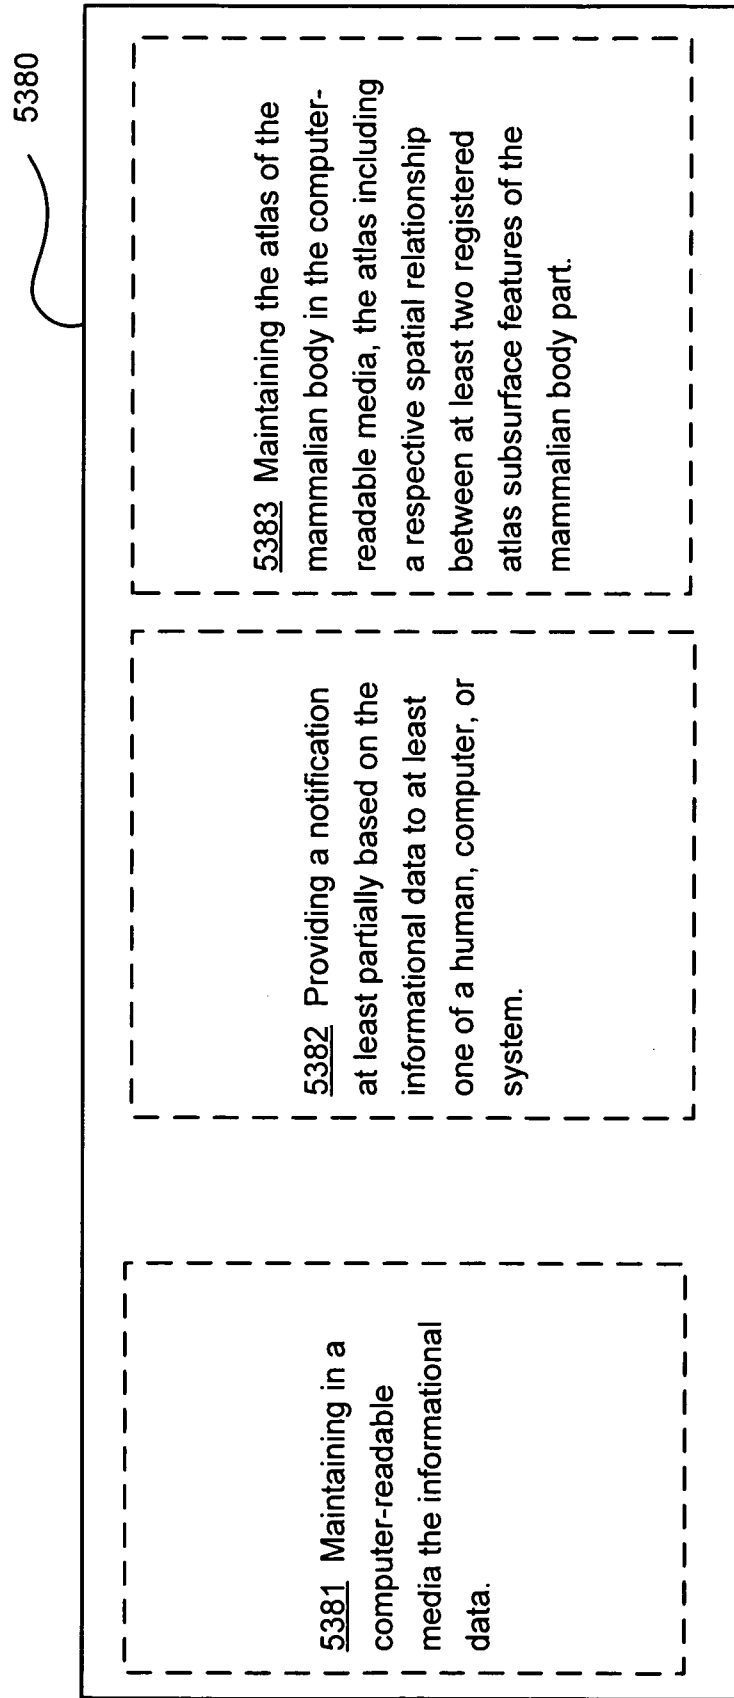 5380
5381 Maintaining in a
computer-readable
media the informational
data.
5382 Providing a notification
at least partially based on the
informational data to at least
one of a human, computer, or
system.
5383 Maintaining the atlas of the
mammalian body in the computer-
readable media, the atlas including
a respective spatial relationship
between at least two registered
atlas subsurface features of the
mammalian body part.